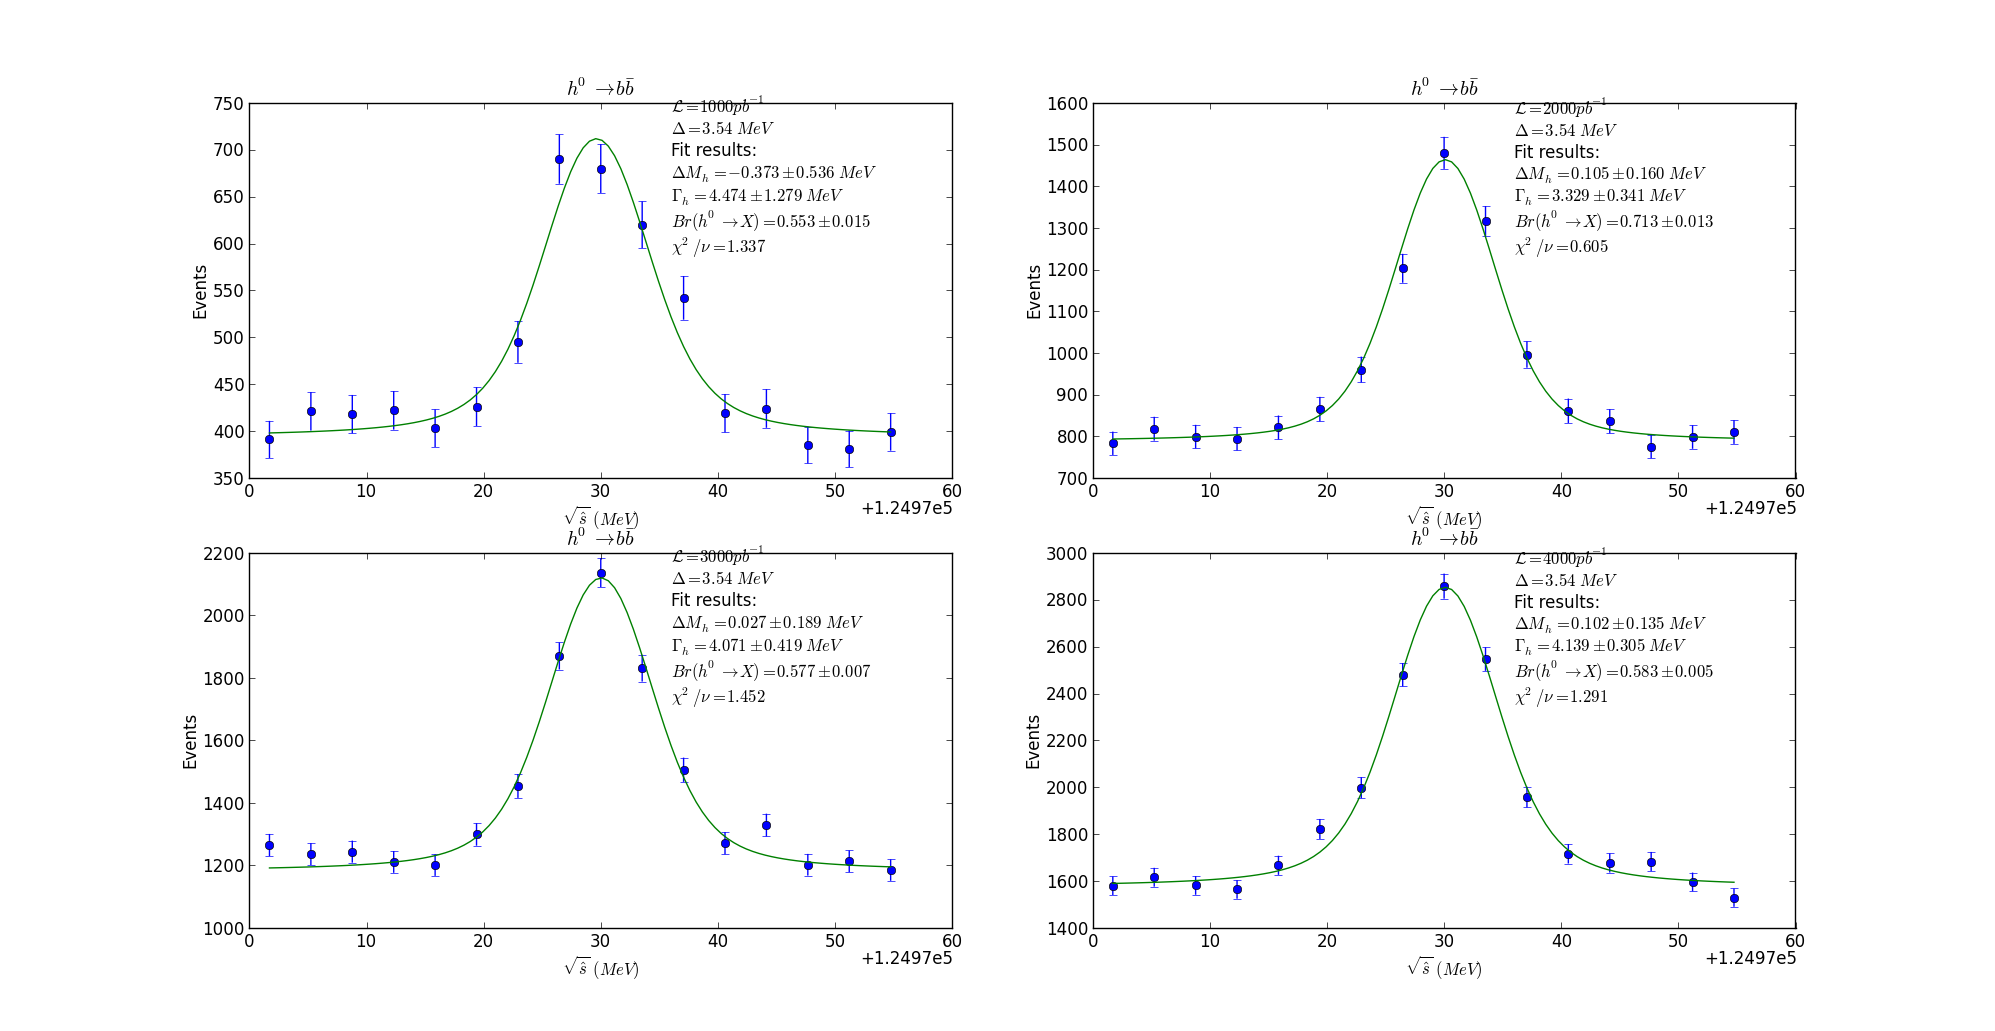 h⁰ → bb̄
ℒ = 1000pb⁻¹
Δ = 3.54 MeV
Fit results:
ΔMₕ = −0.373 ± 0.536 MeV
Γₕ = 4.474 ± 1.279 MeV
Br(h⁰ → X) = 0.553 ± 0.015
χ² /ν = 1.337
750
700
650
600
550
500
450
400
350
Events
0 10 20 30 40 50 60
+1.2497e5
√ŝ (MeV)
h⁰ → bb̄
ℒ = 2000pb⁻¹
Δ = 3.54 MeV
Fit results:
ΔMₕ = 0.105 ± 0.160 MeV
Γₕ = 3.329 ± 0.341 MeV
Br(h⁰ → X) = 0.713 ± 0.013
χ² /ν = 0.605
1600
1500
1400
1300
1200
1100
1000
900
800
700
Events
0 10 20 30 40 50 60
+1.2497e5
√ŝ (MeV)
h⁰ → bb̄
ℒ = 3000pb⁻¹
Δ = 3.54 MeV
Fit results:
ΔMₕ = 0.027 ± 0.189 MeV
Γₕ = 4.071 ± 0.419 MeV
Br(h⁰ → X) = 0.577 ± 0.007
χ² /ν = 1.452
2200
2000
1800
1600
1400
1200
1000
Events
0 10 20 30 40 50 60
+1.2497e5
√ŝ (MeV)
h⁰ → bb̄
ℒ = 4000pb⁻¹
Δ = 3.54 MeV
Fit results:
ΔMₕ = 0.102 ± 0.135 MeV
Γₕ = 4.139 ± 0.305 MeV
Br(h⁰ → X) = 0.583 ± 0.005
χ² /ν = 1.291
3000
2800
2600
2400
2200
2000
1800
1600
1400
Events
0 10 20 30 40 50 60
+1.2497e5
√ŝ (MeV)